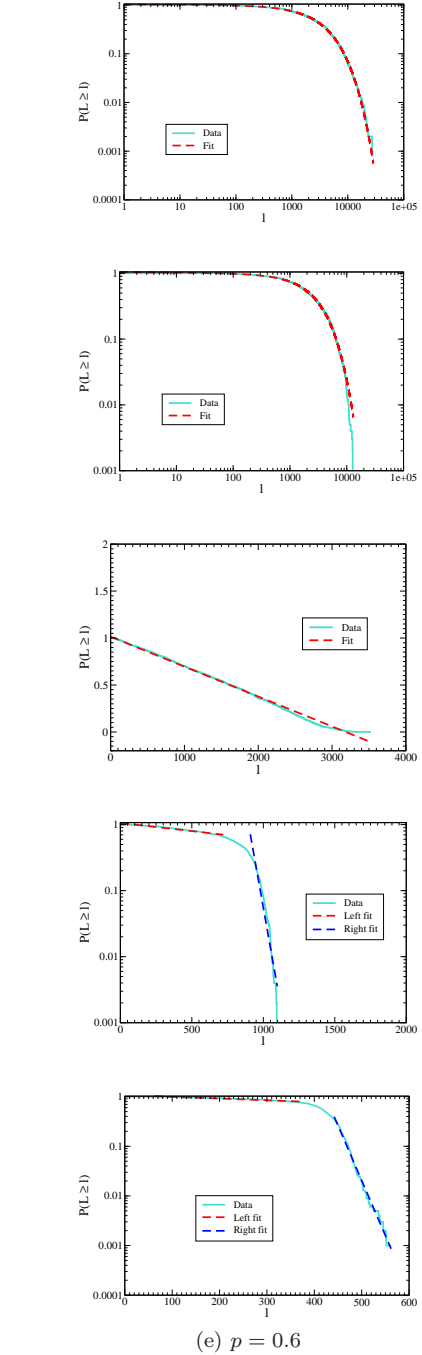 1
0.1
P(L ≥ l)
0.01
Data
Fit
0.001
0.0001
1 10 100 1000 10000 1e+05
l
1
0.1
P(L ≥ l)
0.01
Data
Fit
0.001
1 10 100 1000 10000 1e+05
l
2
1.5
P(L ≥ l)
1
Data
Fit
0.5
0
0 1000 2000 3000 4000
l
1
0.1
P(L ≥ l)
Data
Left fit
Right fit
0.01
0.001
0 500 1000 1500 2000
l
1
0.1
P(L ≥ l)
0.01
Data
Left fit
Right fit
0.001
0.0001
0 100 200 300 400 500 600
l
(e) p = 0.6